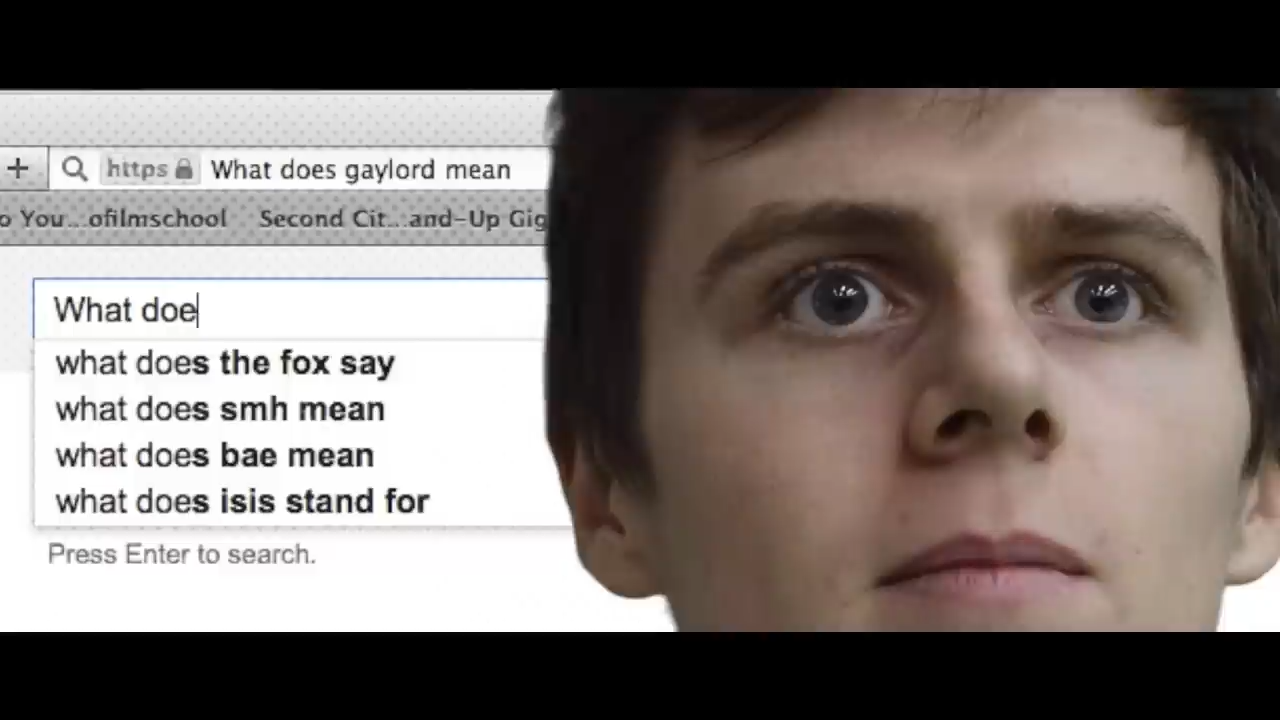 + https What does gaylord mean
o You...ofilmschool Second Cit...and-Up Gig
What doe
what does the fox say
what does smh mean
what does bae mean
what does isis stand for
Press Enter to search.